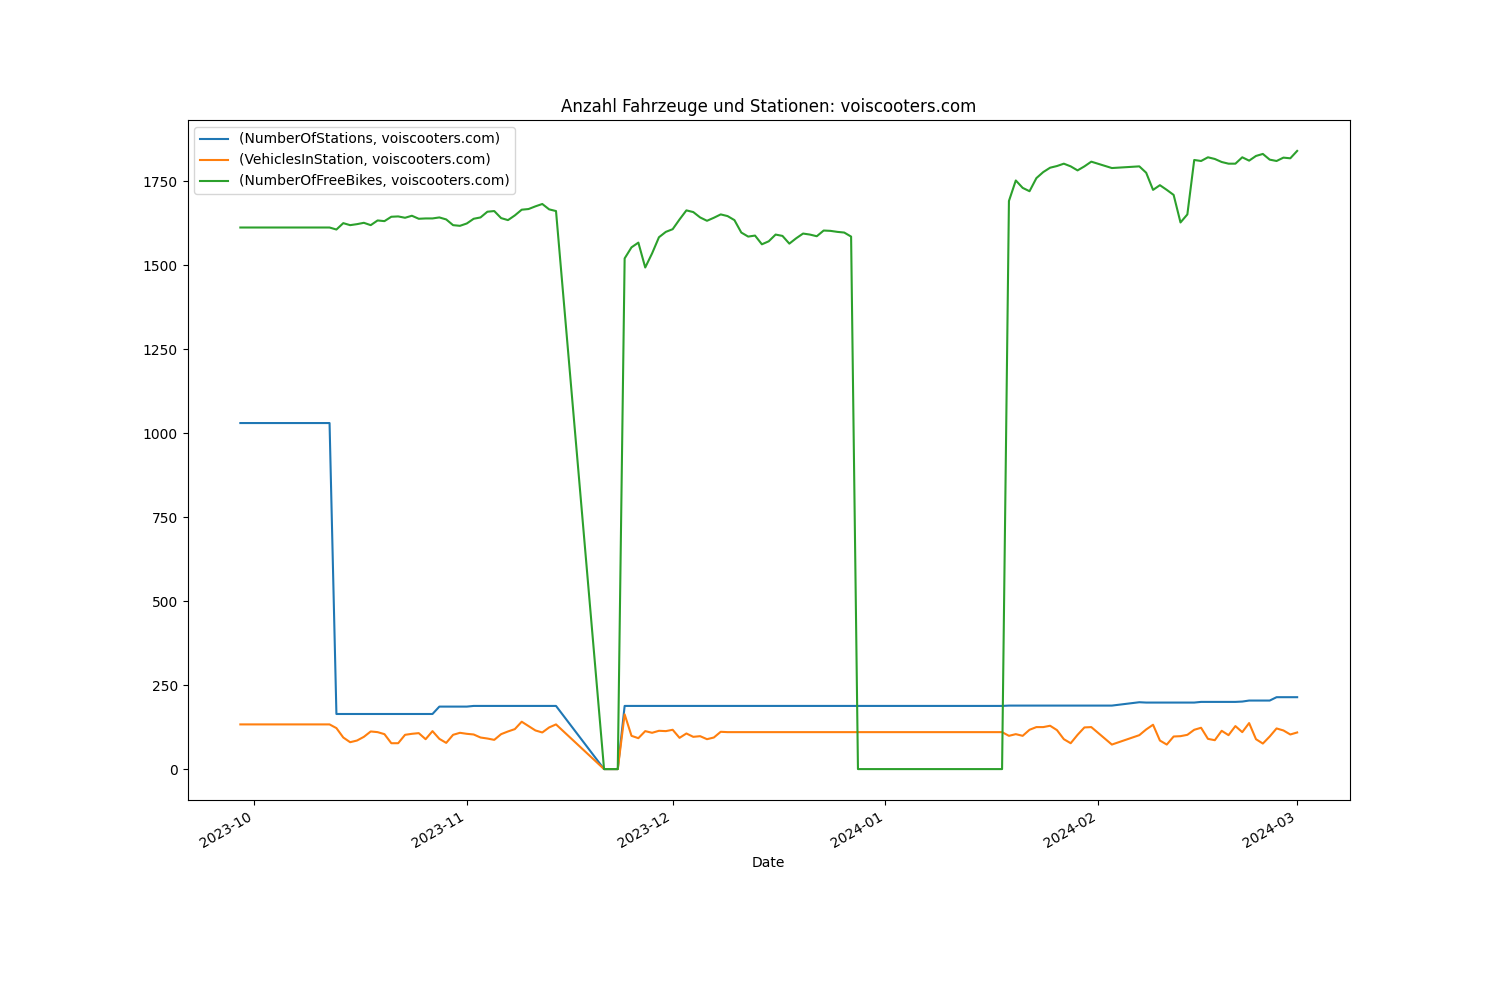 Anzahl Fahrzeuge und Stationen: voiscooters.com
(NumberOfStations, voiscooters.com)
(VehiclesInStation, voiscooters.com)
(NumberOfFreeBikes, voiscooters.com)
1750
1500
1250
1000
750
500
250
0
2023-10
2023-11
2023-12
2024-01
2024-02
2024-03
Date